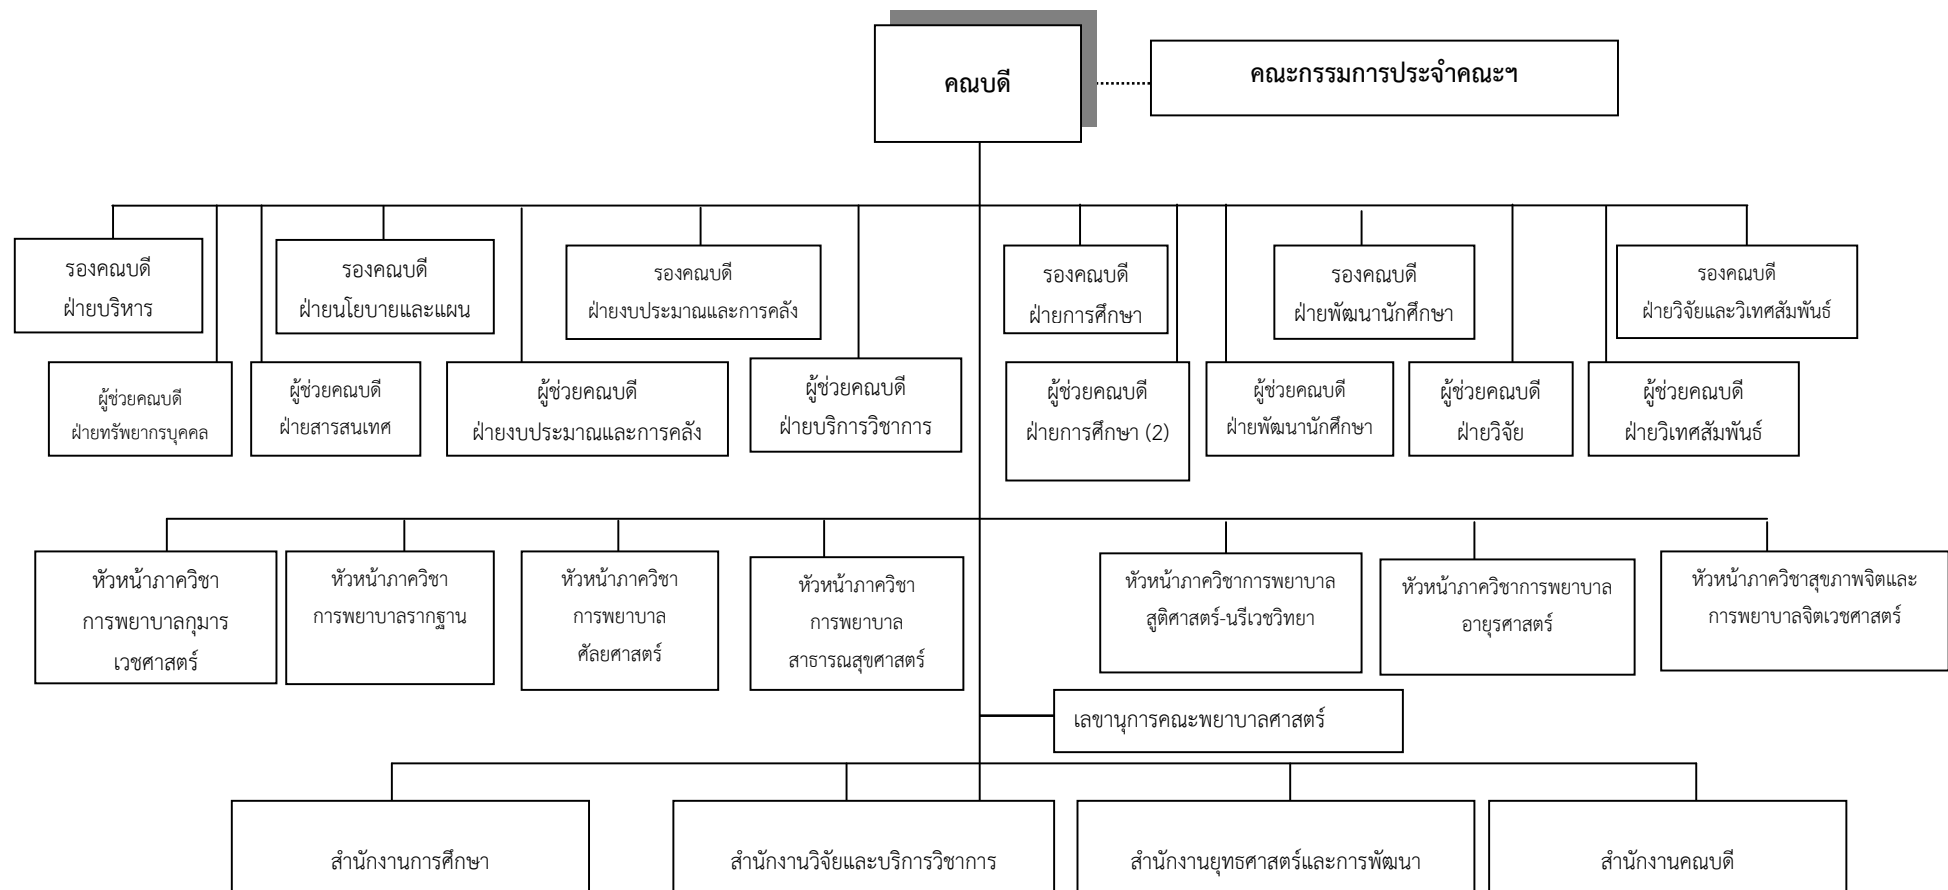 คณบดี
คณะกรรมการประจำคณะฯ
รองคณบดี
ฝ่ายบริหาร
รองคณบดี
ฝ่ายนโยบายและแผน
รองคณบดี
ฝ่ายงบประมาณและการคลัง
รองคณบดี
ฝ่ายการศึกษา
รองคณบดี
ฝ่ายพัฒนานักศึกษา
รองคณบดี
ฝ่ายวิจัยและวิเทศสัมพันธ์
ผู้ช่วยคณบดี
ฝ่ายทรัพยากรบุคคล
ผู้ช่วยคณบดี
ฝ่ายสารสนเทศ
ผู้ช่วยคณบดี
ฝ่ายงบประมาณและการคลัง
ผู้ช่วยคณบดี
ฝ่ายบริการวิชาการ
ผู้ช่วยคณบดี
ฝ่ายการศึกษา (2)
ผู้ช่วยคณบดี
ฝ่ายพัฒนานักศึกษา
ผู้ช่วยคณบดี
ฝ่ายวิจัย
ผู้ช่วยคณบดี
ฝ่ายวิเทศสัมพันธ์
หัวหน้าภาควิชา
การพยาบาลกุมาร
เวชศาสตร์
หัวหน้าภาควิชา
การพยาบาลรากฐาน
หัวหน้าภาควิชา
การพยาบาล
ศัลยศาสตร์
หัวหน้าภาควิชา
การพยาบาล
สาธารณสุขศาสตร์
หัวหน้าภาควิชาการพยาบาล
สูติศาสตร์-นรีเวชวิทยา
หัวหน้าภาควิชาการพยาบาล
อายุรศาสตร์
หัวหน้าภาควิชาสุขภาพจิตและ
การพยาบาลจิตเวชศาสตร์
เลขานุการคณะพยาบาลศาสตร์
สำนักงานการศึกษา
สำนักงานวิจัยและบริการวิชาการ
สำนักงานยุทธศาสตร์และการพัฒนา
สำนักงานคณบดี